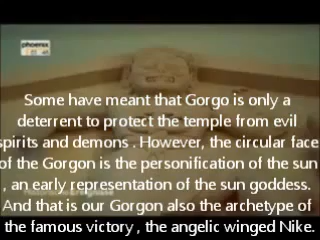 phoenix
Some have meant that Gorgo is only a
deterrent to protect the temple from evil
spirits and demons . However, the circular face
of the Gorgon is the personification of the sun
, an early representation of the sun goddess.
And that is our Gorgon also the archetype of
the famous victory , the angelic winged Nike.